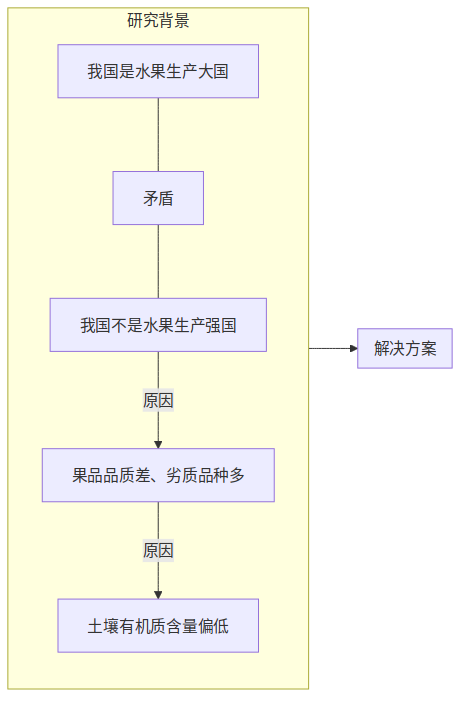 研究背景
我国是水果生产大国
矛盾
我国不是水果生产强国
原因
果品品质差、劣质品种多
原因
土壤有机质含量偏低
解决方案